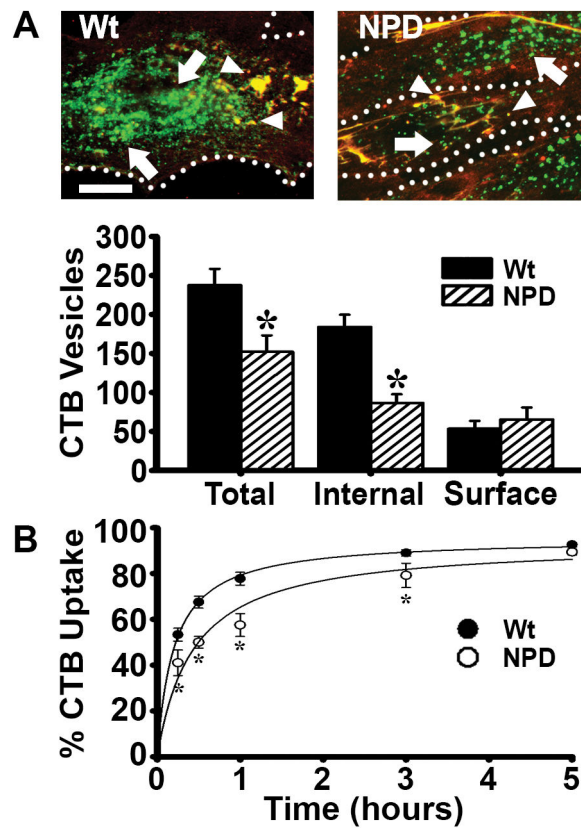 A
Wt
NPD
CTB Vesicles
300
250
200
150
100
50
0
Wt
NPD
*
*
Total Internal Surface
B
% CTB Uptake
100
80
60
40
20
0
*
*
*
*
Wt
NPD
0 1 2 3 4 5
Time (hours)